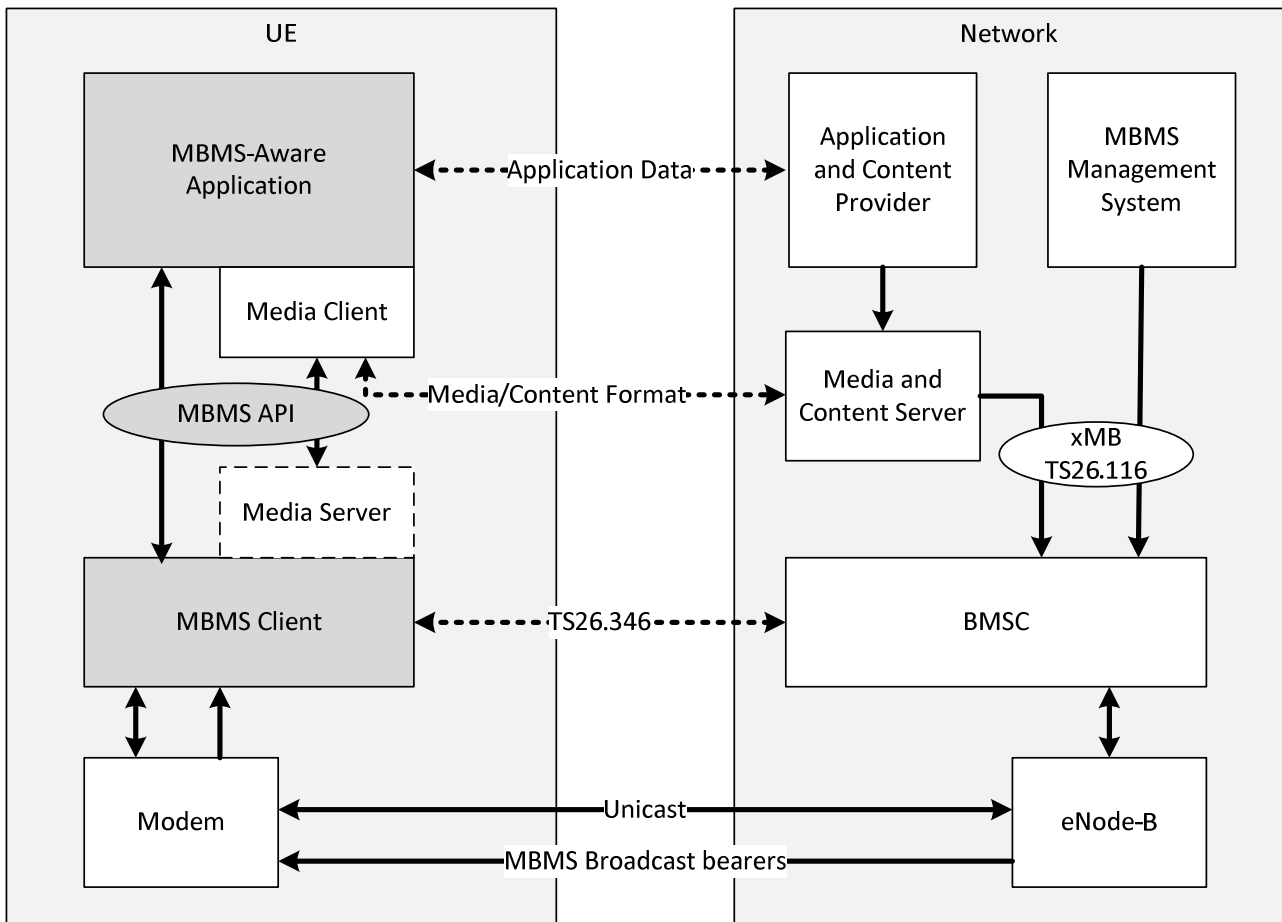 UE
Network
MBMS-Aware
Application
Application Data
Application
and Content
Provider
MBMS
Management
System
Media Client
Media/Content Format
Media and
Content Server
MBMS API
xMB
TS26.116
Media Server
MBMS Client
TS26.346
BMSC
Modem
Unicast
eNode-B
MBMS Broadcast bearers